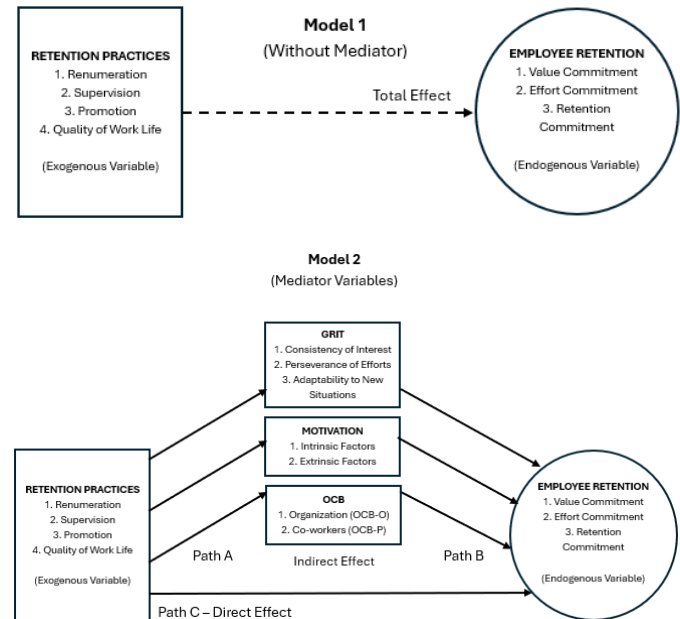 Model 1
(Without Mediator)
RETENTION PRACTICES
1. Renumeration
2. Supervision
3. Promotion
4. Quality of Work Life
(Exogenous Variable)
Total Effect
EMPLOYEE RETENTION
1. Value Commitment
2. Effort Commitment
3. Retention
Commitment
(Endogenous Variable)
Model 2
(Mediator Variables)
GRIT
1. Consistency of Interest
2. Perseverance of Efforts
3. Adaptability to New
Situations
MOTIVATION
1. Intrinsic Factors
2. Extrinsic Factors
OCB
1. Organization (OCB-O)
2. Co-workers (OCB-P)
RETENTION PRACTICES
1. Renumeration
2. Supervision
3. Promotion
4. Quality of Work Life
(Exogenous Variable)
Path A
Indirect Effect
Path B
EMPLOYEE RETENTION
1. Value Commitment
2. Effort Commitment
3. Retention
Commitment
(Endogenous Variable)
Path C – Direct Effect